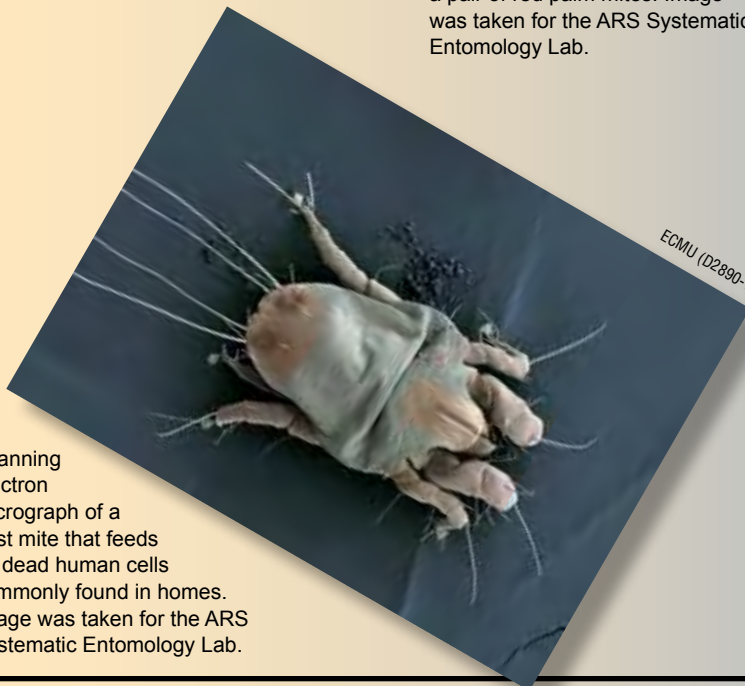 a pair of red palm mites. Image
was taken for the ARS Systematic
Entomology Lab.
ECMU (D2890-
anning
ctron
crograph of a
st mite that feeds
dead human cells
mmonly found in homes.
age was taken for the ARS
stematic Entomology Lab.